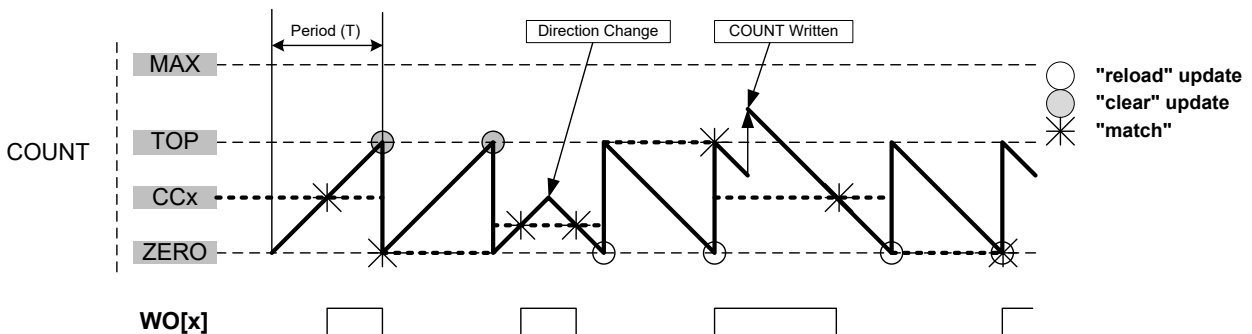 Period (T)
Direction Change
COUNT Written
MAX
"reload" update
"clear" update
"match"
TOP
COUNT
CCx
ZERO
WO[x]